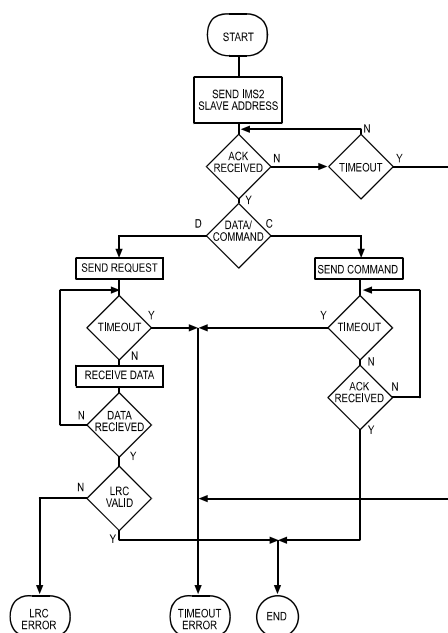 START
SEND IMS2
SLAVE ADDRESS
N
ACK
RECEIVED
N
TIMEOUT
Y
Y
D
DATA/
COMMAND
C
SEND REQUEST
SEND COMMAND
TIMEOUT
Y
Y
TIMEOUT
N
N
RECEIVE DATA
ACK
RECEIVED
N
N
DATA
RECIEVED
Y
Y
N
LRC
VALID
Y
LRC
ERROR
TIMEOUT
ERROR
END